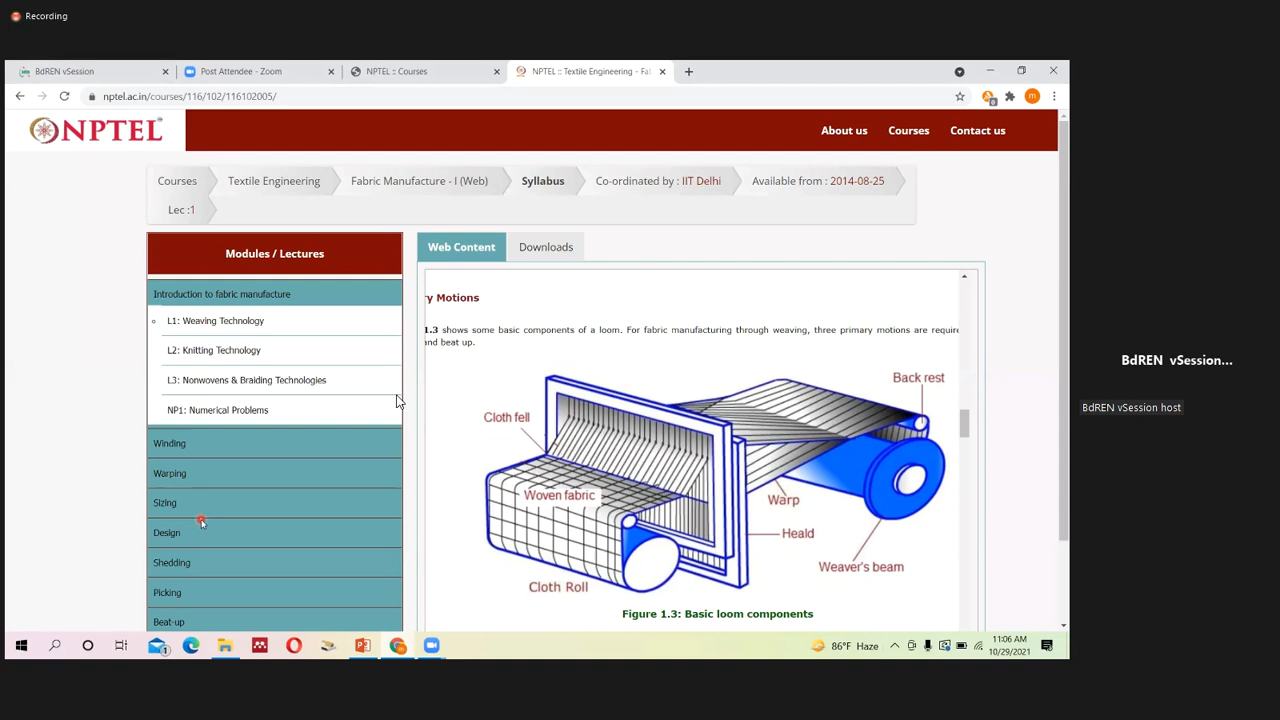 Recording
BdREN vSession
Post Attendee - Zoom
NPTEL :: Courses
NPTEL :: Textile Engineering - Fa
nptel.ac.in/courses/116/102/116102005/
m
NPTEL
About us
Courses
Contact us
Courses
Textile Engineering
Fabric Manufacture - I (Web)
Syllabus
Co-ordinated by : IIT Delhi
Available from : 2014-08-25
Lec :1
Modules / Lectures
Introduction to fabric manufacture
L1: Weaving Technology
L2: Knitting Technology
L3: Nonwovens & Braiding Technologies
NP1: Numerical Problems
Winding
Warping
Sizing
Design
Shedding
Picking
Beat-up
Web Content
Downloads
ry Motions
1.3 shows some basic components of a loom. For fabric manufacturing through weaving, three primary motions are require
and beat up.
Back rest
Cloth fell
Woven fabric
Warp
Heald
Weaver's beam
Cloth Roll
Figure 1.3: Basic loom components
BdREN vSession...
BdREN vSession host
1
86°F Haze
11:06 AM
10/29/2021